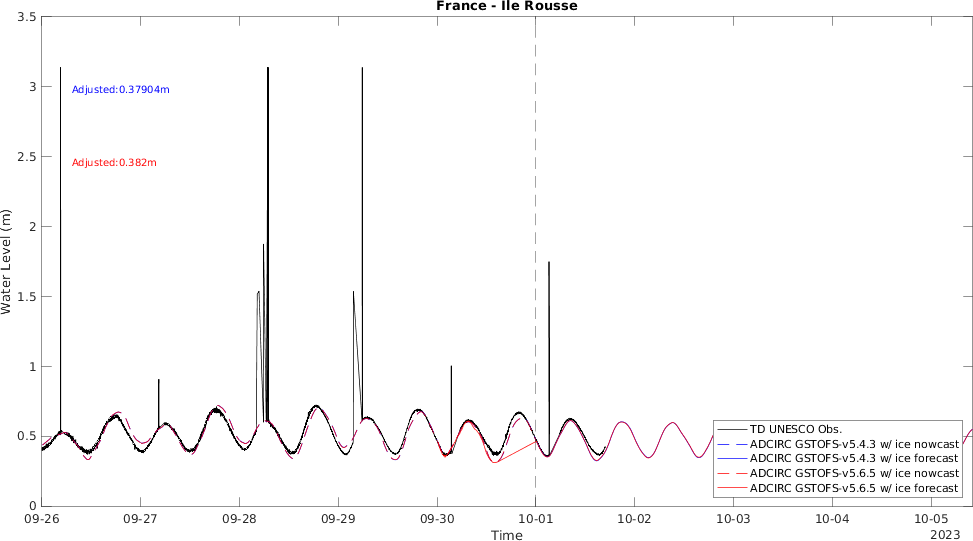 France - Ile Rousse
3.5
3
2.5
2
1.5
1
0.5
0
Water Level (m)
Adjusted:0.37904m
Adjusted:0.382m
TD UNESCO Obs.
ADCIRC GSTOFS-v5.4.3 w/ ice nowcast
ADCIRC GSTOFS-v5.4.3 w/ ice forecast
ADCIRC GSTOFS-v5.6.5 w/ ice nowcast
ADCIRC GSTOFS-v5.6.5 w/ ice forecast
09-26 09-27 09-28 09-29 09-30 10-01 10-02 10-03 10-04 10-05
Time
2023